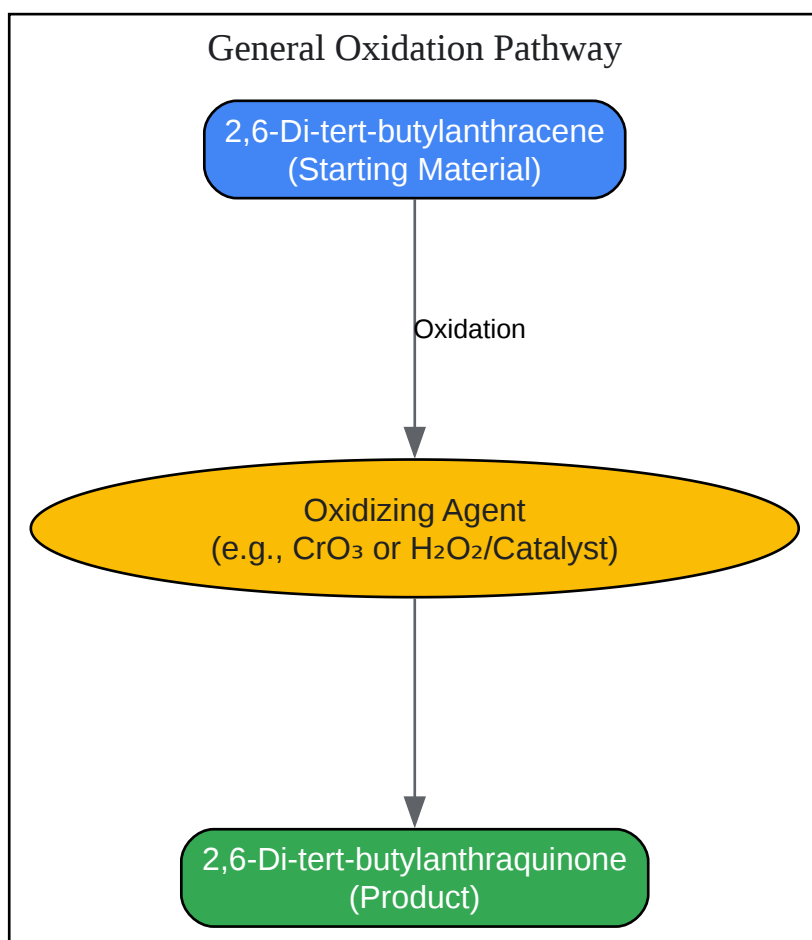 General Oxidation Pathway
2,6-Di-tert-butylanthracene
(Starting Material)
Oxidation
Oxidizing Agent
(e.g., CrO₃ or H₂O₂/Catalyst)
2,6-Di-tert-butylanthraquinone
(Product)